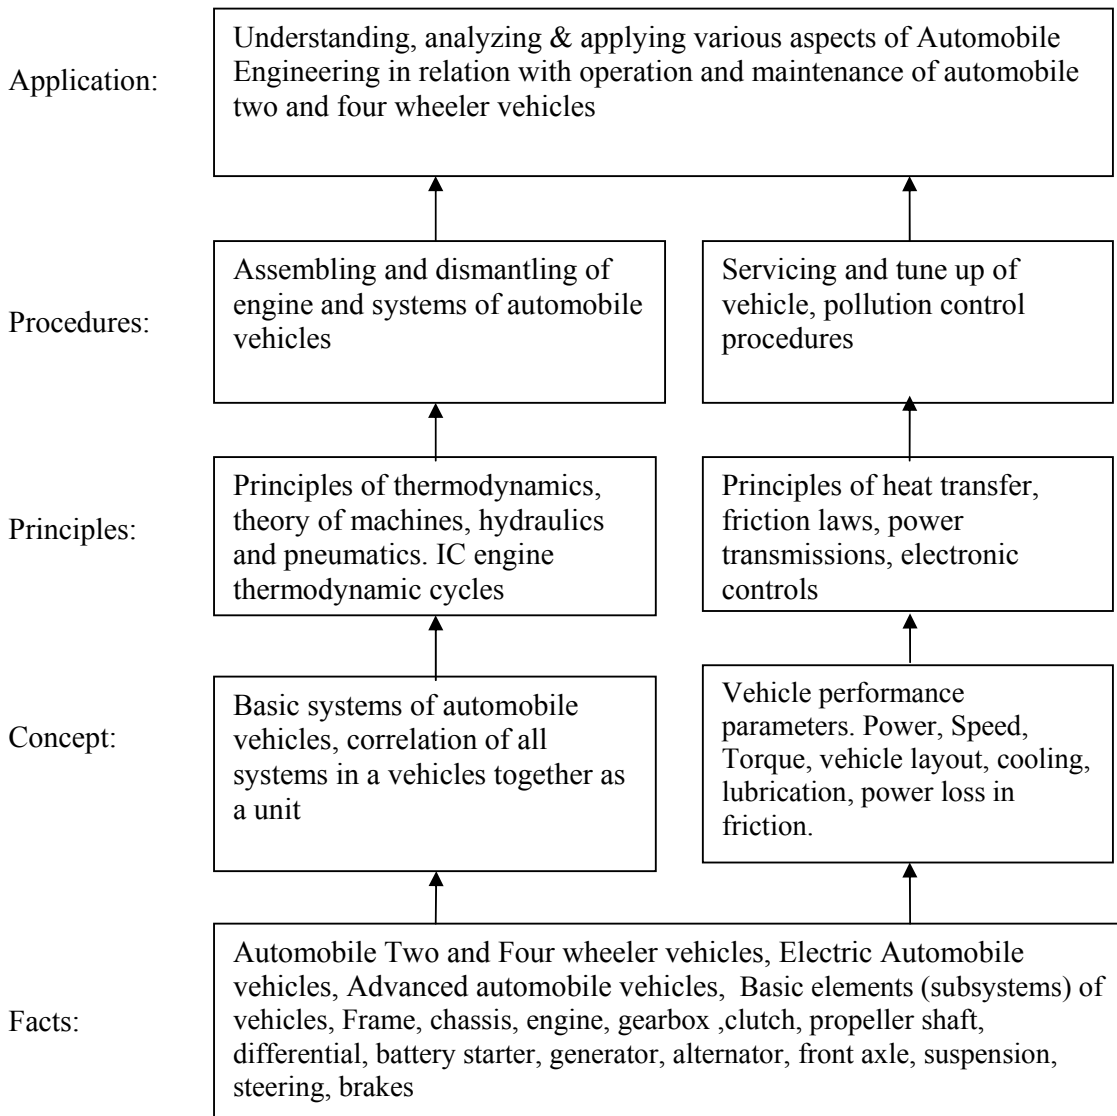 Application:
Understanding, analyzing & applying various aspects of Automobile
Engineering in relation with operation and maintenance of automobile
two and four wheeler vehicles
Procedures:
Assembling and dismantling of
engine and systems of automobile
vehicles
Servicing and tune up of
vehicle, pollution control
procedures
Principles:
Principles of thermodynamics,
theory of machines, hydraulics
and pneumatics. IC engine
thermodynamic cycles
Principles of heat transfer,
friction laws, power
transmissions, electronic
controls
Concept:
Basic systems of automobile
vehicles, correlation of all
systems in a vehicles together as
a unit
Vehicle performance
parameters. Power, Speed,
Torque, vehicle layout, cooling,
lubrication, power loss in
friction.
Facts:
Automobile Two and Four wheeler vehicles, Electric Automobile
vehicles, Advanced automobile vehicles,  Basic elements (subsystems) of
vehicles, Frame, chassis, engine, gearbox ,clutch, propeller shaft,
differential, battery starter, generator, alternator, front axle, suspension,
steering, brakes